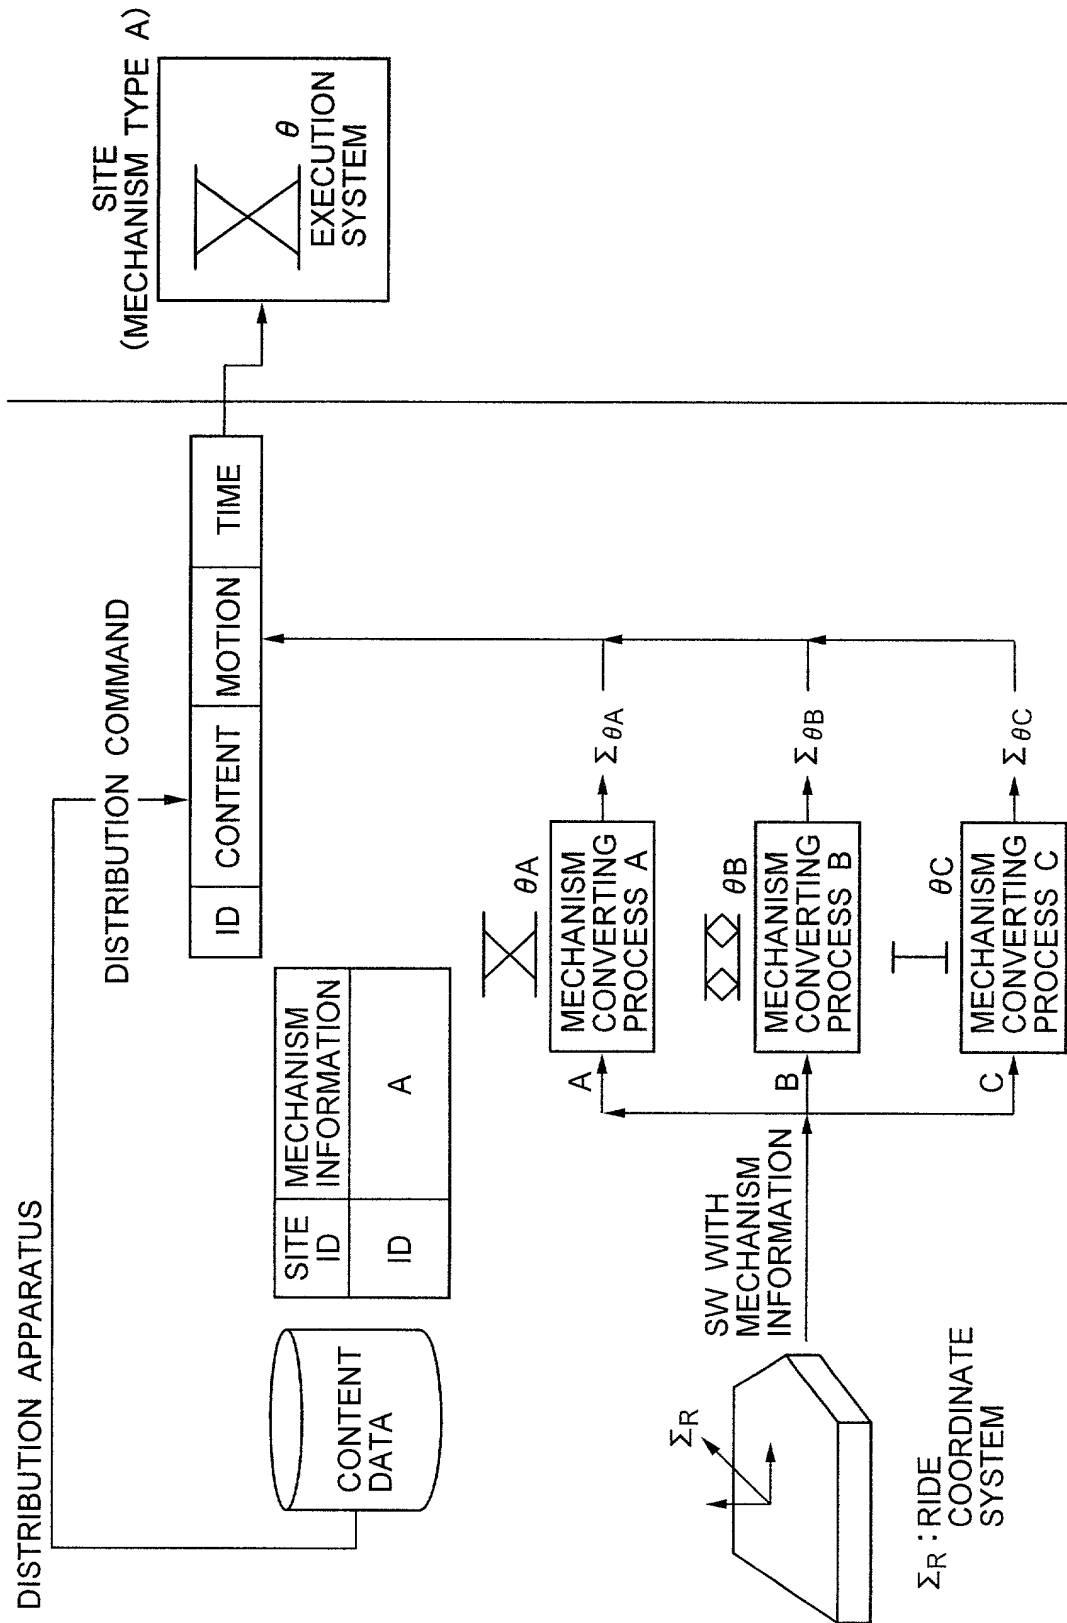 DISTRIBUTION APPARATUS
CONTENT
DATA
SITE
ID
MECHANISM
INFORMATION
ID
A
DISTRIBUTION COMMAND
ID
CONTENT
MOTION
TIME
SITE
(MECHANISM TYPE A)
θ
EXECUTION
SYSTEM
ΣR
ΣR : RIDE
COORDINATE
SYSTEM
SW WITH
MECHANISM
INFORMATION
A
θA
MECHANISM
CONVERTING
PROCESS A
ΣθA
B
θB
MECHANISM
CONVERTING
PROCESS B
ΣθB
C
θC
MECHANISM
CONVERTING
PROCESS C
ΣθC